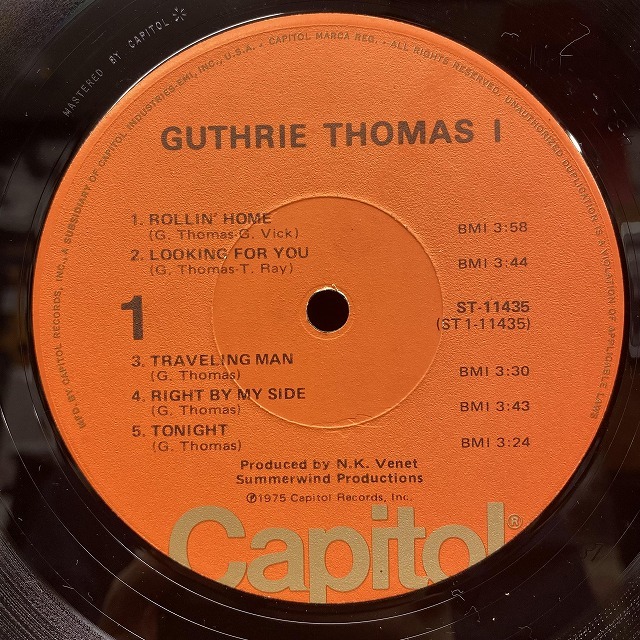 MASTERED BY CAPITOL
MFD. BY CAPITOL RECORDS, INC., A SUBSIDIARY OF CAPITOL INDUSTRIES-EMI, INC., U.S.A. · CAPITOL MARCA REG. · ALL RIGHTS RESERVED. UNAUTHORIZED DUPLICATION IS A VIOLATION OF APPLICABLE LAWS
GUTHRIE THOMAS I
1. ROLLIN' HOME
(G. Thomas-G. Vick) BMI 3:58
2. LOOKING FOR YOU
(G. Thomas-T. Ray) BMI 3:44
1
ST-11435
(ST1-11435)
3. TRAVELING MAN
(G. Thomas) BMI 3:30
4. RIGHT BY MY SIDE
(G. Thomas) BMI 3:43
5. TONIGHT
(G. Thomas) BMI 3:24
Produced by N.K. Venet
Summerwind Productions
℗1975 Capitol Records, Inc.
Capitol®